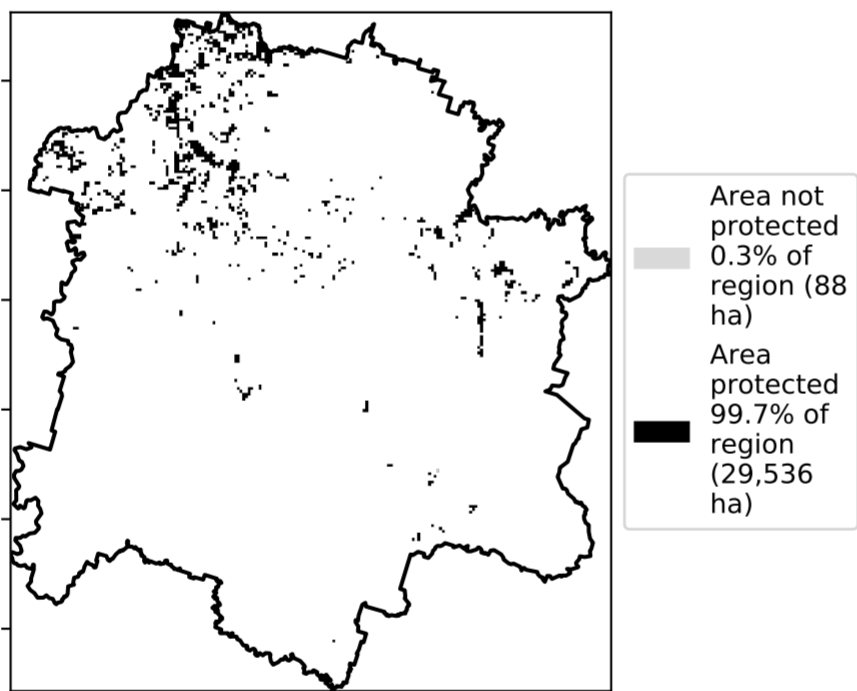 Area not
protected
0.3% of
region (88
ha)
Area
protected
99.7% of
region
(29,536
ha)